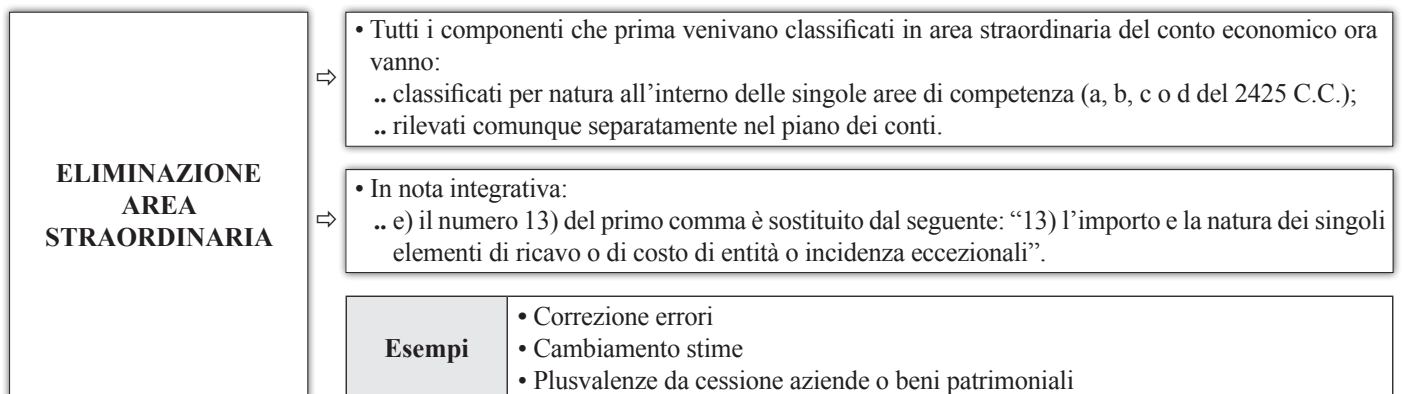 ELIMINAZIONE
AREA
STRAORDINARIA
⇨
• Tutti i componenti che prima venivano classificati in area straordinaria del conto economico ora
vanno:
.. classificati per natura all’interno delle singole aree di competenza (a, b, c o d del 2425 C.C.);
.. rilevati comunque separatamente nel piano dei conti.
⇨
• In nota integrativa:
.. e) il numero 13) del primo comma è sostituito dal seguente: “13) l’importo e la natura dei singoli
elementi di ricavo o di costo di entità o incidenza eccezionali”.
Esempi
• Correzione errori
• Cambiamento stime
• Plusvalenze da cessione aziende o beni patrimoniali